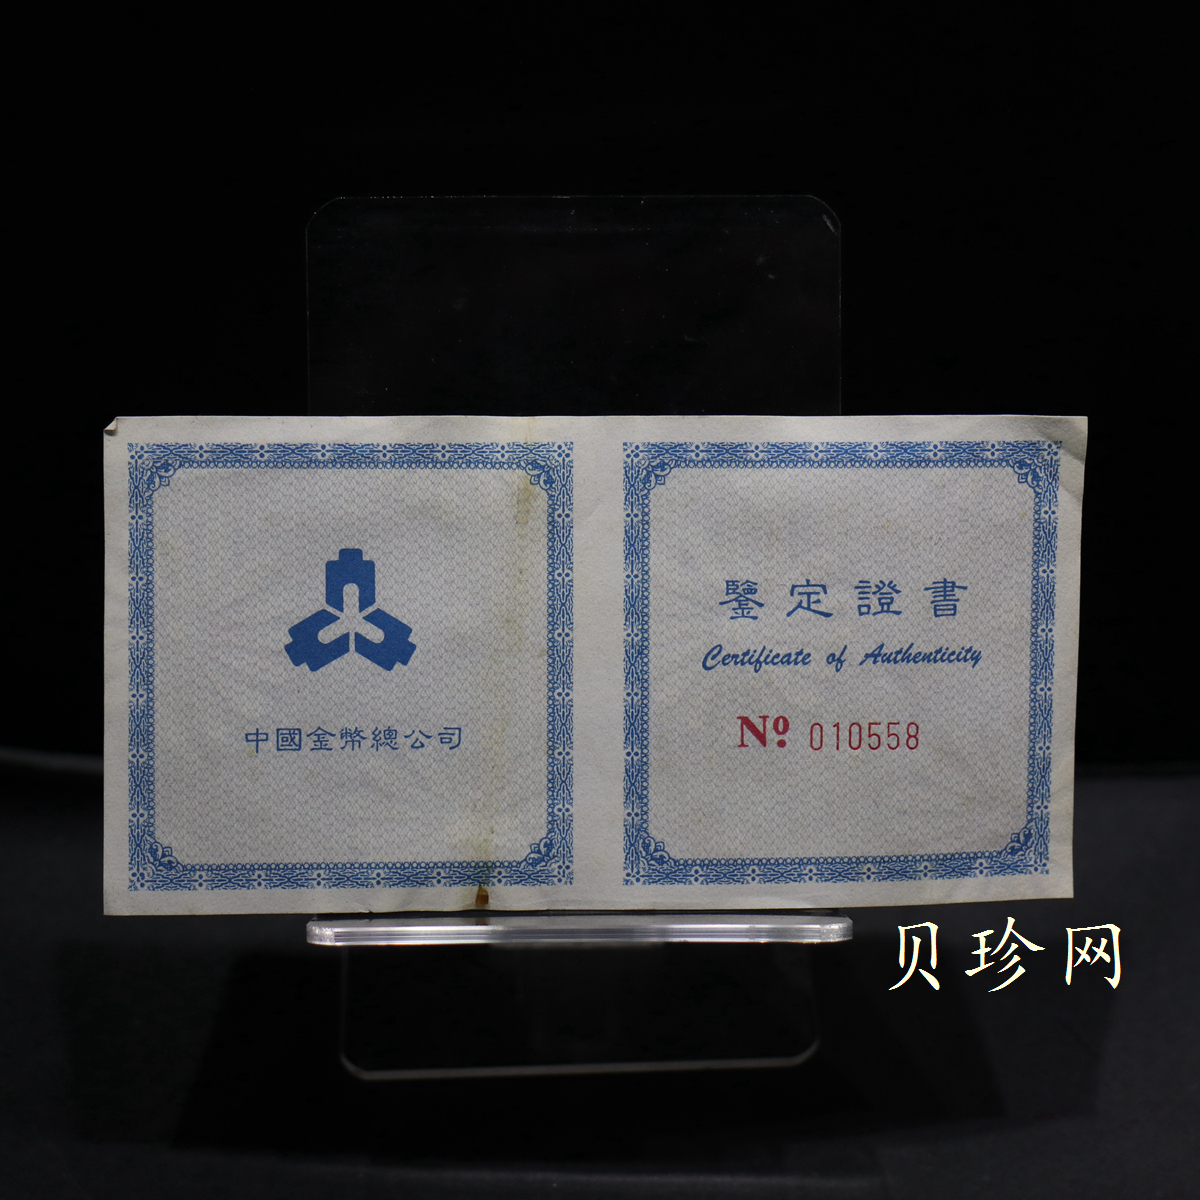 中國金幣總公司
鑒定證書
Certificate of Authenticity
Nº 010558
贝珍网